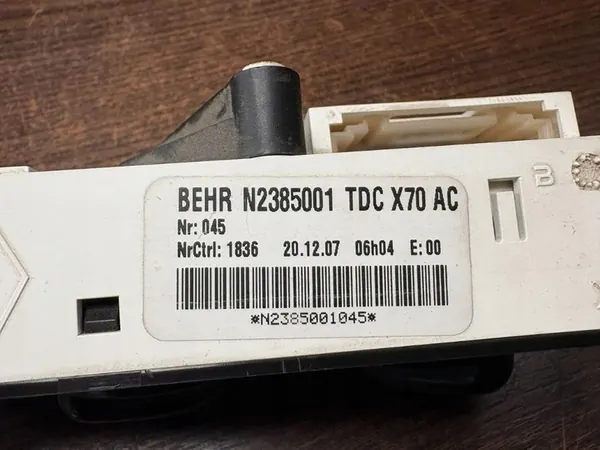 BEHR N2385001 TDC X70 AC
Nr: 045
NrCtrl: 1836 20.12.07 06h04 E: 00
*N2385001045*
B